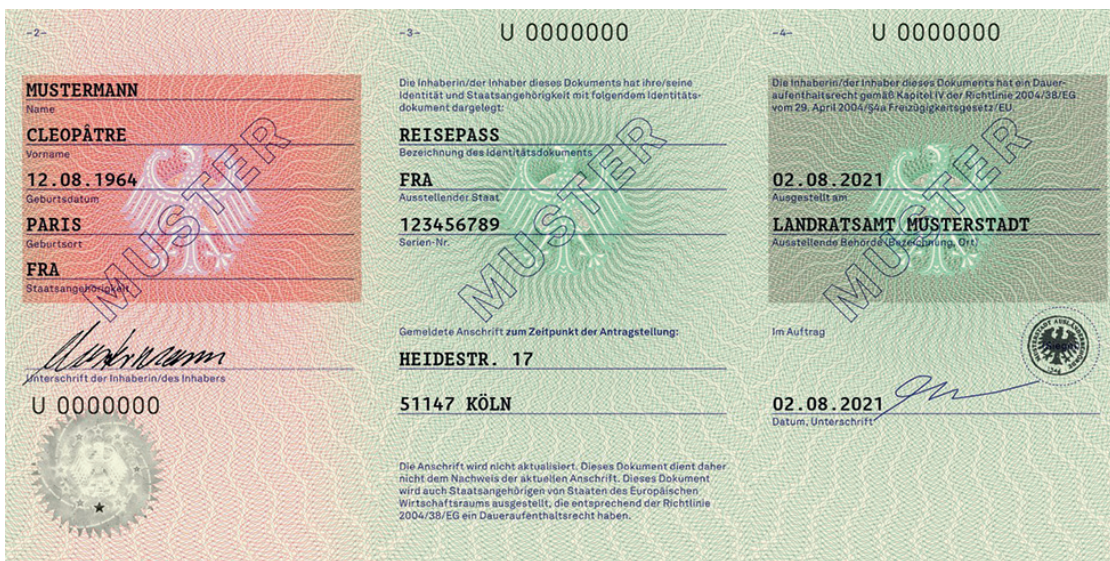 -2-
MUSTERMANN
Name
CLEOPÂTRE
Vorname
12.08.1964
Geburtsdatum
PARIS
Geburtsort
FRA
Staatsangehörigkeit
MUSTER
Unterschrift der Inhaberin/des Inhabers
U 0000000
-3-
U 0000000
Die Inhaberin/der Inhaber dieses Dokuments hat ihre/seine
Identität und Staatsangehörigkeit mit folgendem Identitäts-
dokument dargelegt:
REISEPASS
Bezeichnung des Identitätsdokuments
FRA
Ausstellender Staat
123456789
Serien-Nr.
MUSTER
Gemeldete Anschrift zum Zeitpunkt der Antragstellung:
HEIDESTR. 17
51147 KÖLN
Die Anschrift wird nicht aktualisiert. Dieses Dokument dient daher
nicht dem Nachweis der aktuellen Anschrift. Dieses Dokument
wird auch Staatsangehörigen von Staaten des Europäischen
Wirtschaftsraums ausgestellt, die entsprechend der Richtlinie
2004/38/EG ein Daueraufenthaltsrecht haben.
-4-
U 0000000
Die Inhaberin/der Inhaber dieses Dokuments hat ein Dauer-
aufenthaltsrecht gemäß Kapitel IV der Richtlinie 2004/38/EG
vom 29. April 2004/§4a Freizügigkeitsgesetz/EU.
02.08.2021
Ausgestellt am
LANDRATSAMT MUSTERSTADT
Ausstellende Behörde (Bezeichnung, Ort)
MUSTER
Im Auftrag
02.08.2021
Datum, Unterschrift